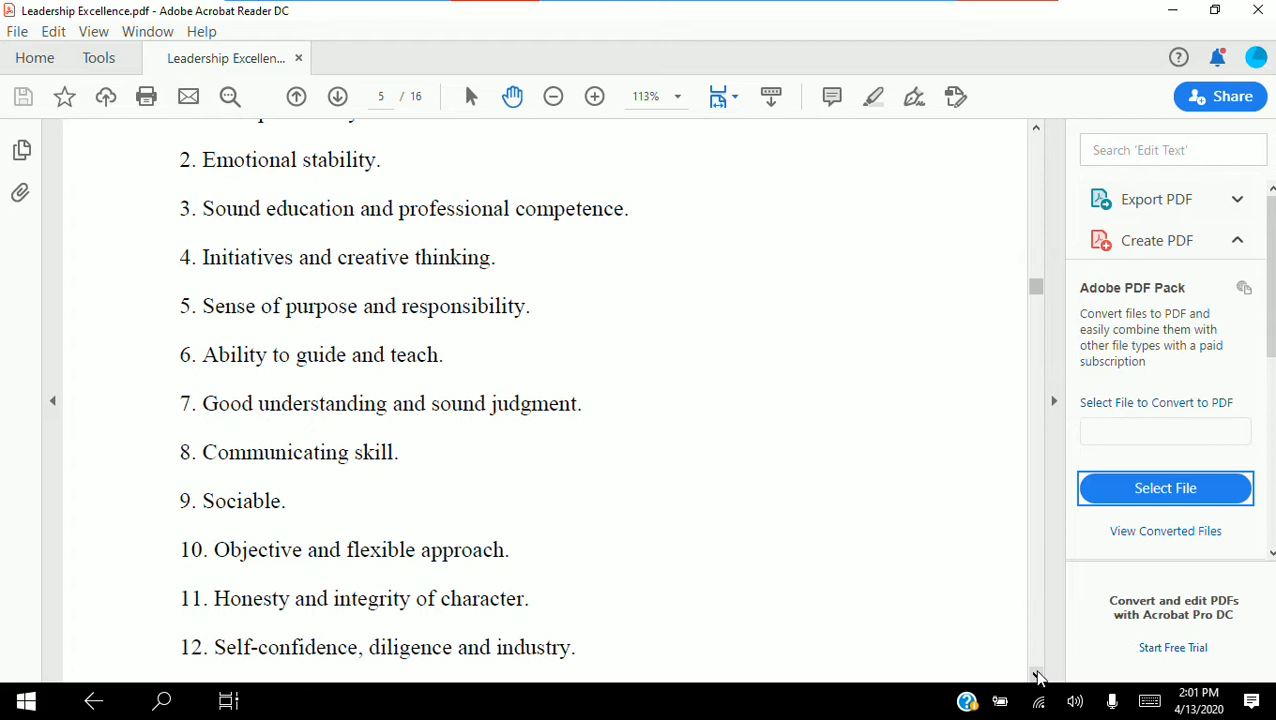 Leadership Excellence.pdf - Adobe Acrobat Reader DC
File Edit View Window Help
Home Tools Leadership Excellen... ×
5 / 16 113% Share
2. Emotional stability.
3. Sound education and professional competence.
4. Initiatives and creative thinking.
5. Sense of purpose and responsibility.
6. Ability to guide and teach.
7. Good understanding and sound judgment.
8. Communicating skill.
9. Sociable.
10. Objective and flexible approach.
11. Honesty and integrity of character.
12. Self-confidence, diligence and industry.
Search 'Edit Text'
Export PDF
Create PDF
Adobe PDF Pack
Convert files to PDF and
easily combine them with
other file types with a paid
subscription
Select File to Convert to PDF
Select File
View Converted Files
Convert and edit PDFs
with Acrobat Pro DC
Start Free Trial
2:01 PM
4/13/2020